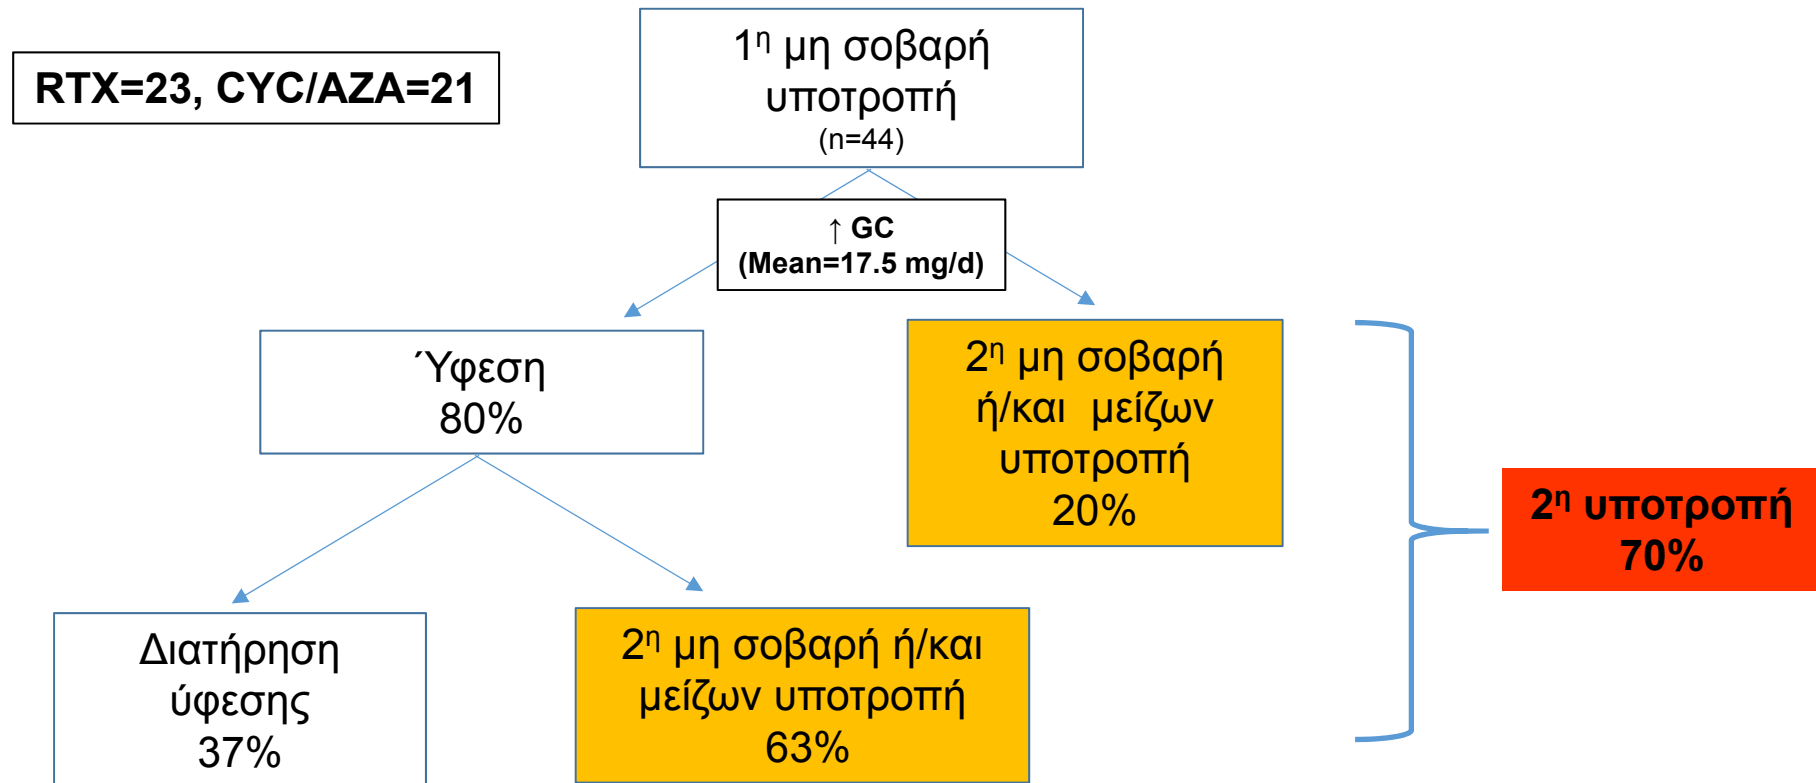 1η μη σοβαρή
υποτροπή
(n=44)
RTX=23, CYC/AZA=21
↑ GC
(Mean=17.5 mg/d)
Ύφεση
80%
2η μη σοβαρή
ή/και μείζων
υποτροπή
20%
2η υποτροπή
70%
Διατήρηση
ύφεσης
37%
2η μη σοβαρή ή/και
μείζων υποτροπή
63%